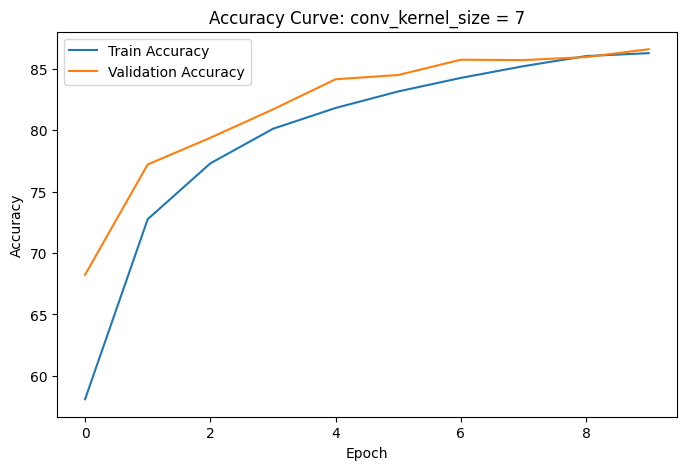 Accuracy Curve: conv_kernel_size = 7
Train Accuracy
Validation Accuracy
85
80
75
70
65
60
Accuracy
0 2 4 6 8
Epoch